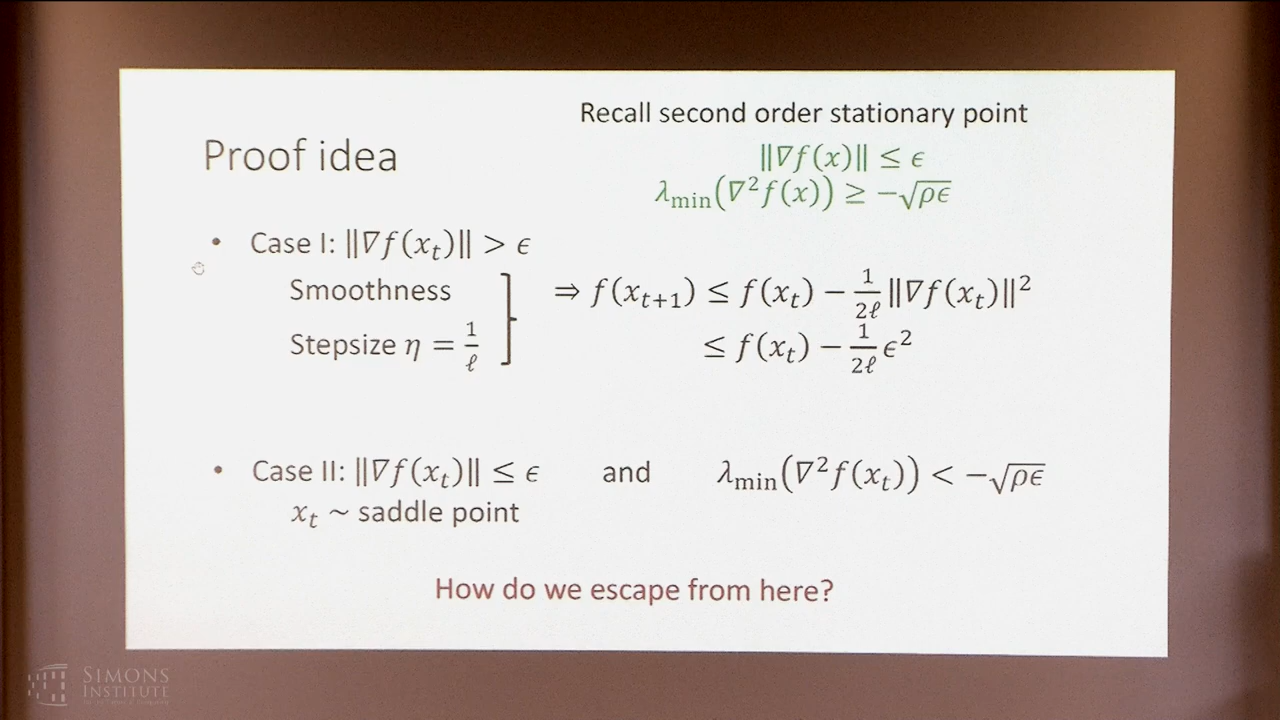 Recall second order stationary point
Proof idea
‖∇f(x)‖ ≤ ϵ
λ_min(∇²f(x)) ≥ −√ρϵ
• Case I: ‖∇f(x_t)‖ > ϵ
Smoothness
⇒ f(x_{t+1}) ≤ f(x_t) − 1/2ℓ ‖∇f(x_t)‖²
Stepsize η = 1/ℓ
≤ f(x_t) − 1/2ℓ ϵ²
• Case II: ‖∇f(x_t)‖ ≤ ϵ and λ_min(∇²f(x_t)) < −√ρϵ
x_t ~ saddle point
How do we escape from here?
SIMONS
INSTITUTE